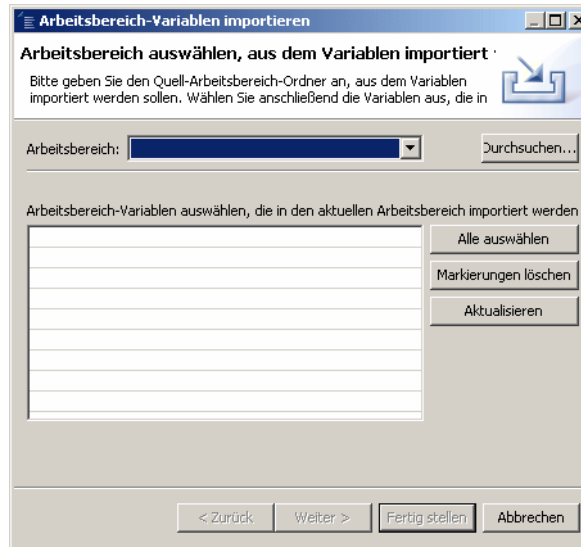 Arbeitsbereich-Variablen importieren
Arbeitsbereich auswählen, aus dem Variablen importiert
Bitte geben Sie den Quell-Arbeitsbereich-Ordner an, aus dem Variablen
importiert werden sollen. Wählen Sie anschließend die Variablen aus, die in
Arbeitsbereich:
Durchsuchen...
Arbeitsbereich-Variablen auswählen, die in den aktuellen Arbeitsbereich importiert werden
Alle auswählen
Markierungen löschen
Aktualisieren
< Zurück
Weiter >
Fertig stellen
Abbrechen